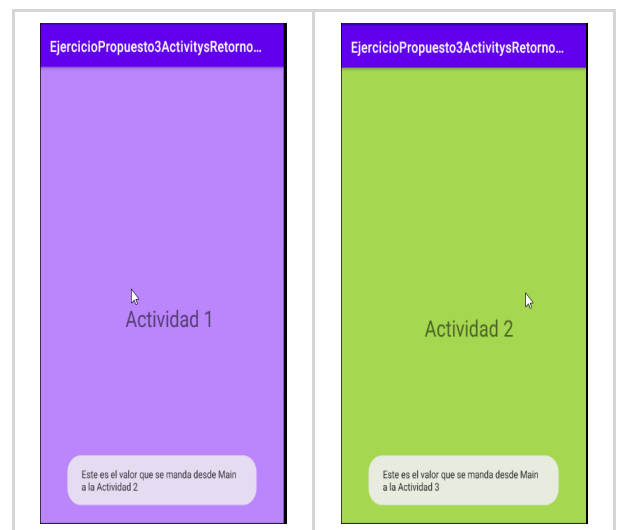 EjercicioPropuesto3ActivitysRetorno...
Actividad 1
Este es el valor que se manda desde Main
a la Actividad 2
EjercicioPropuesto3ActivitysRetorno...
Actividad 2
Este es el valor que se manda desde Main
a la Actividad 3